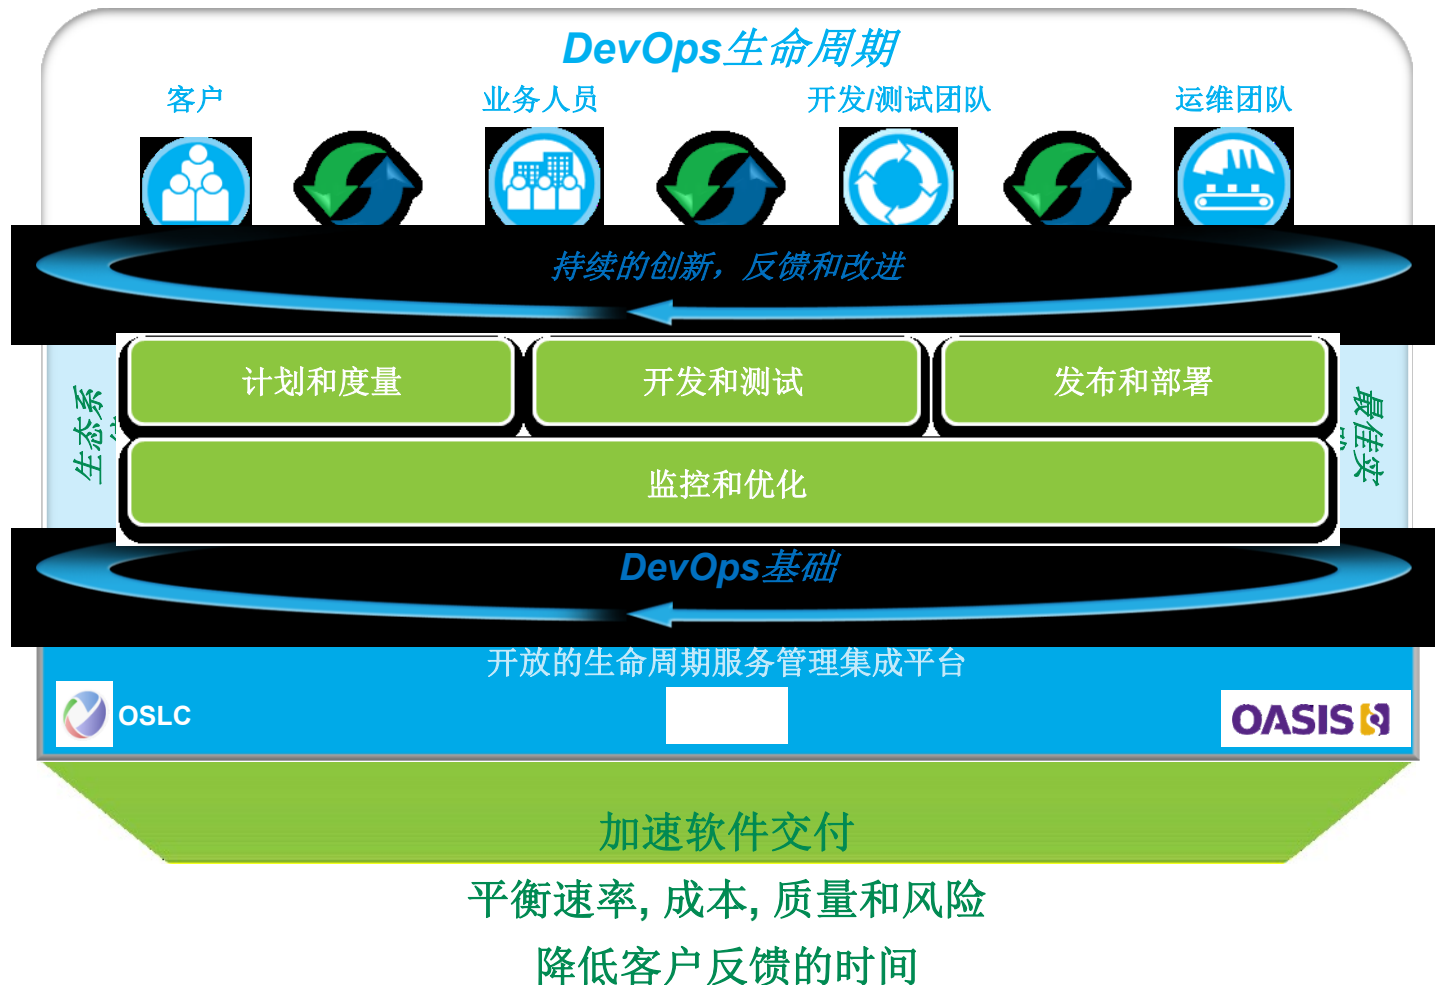 DevOps生命周期
客户
业务人员
开发/测试团队
运维团队
持续的创新，反馈和改进
计划和度量
开发和测试
发布和部署
生态系
最佳实
监控和优化
DevOps基础
开放的生命周期服务管理集成平台
OSLC
OASIS
加速软件交付
平衡速率, 成本, 质量和风险
降低客户反馈的时间